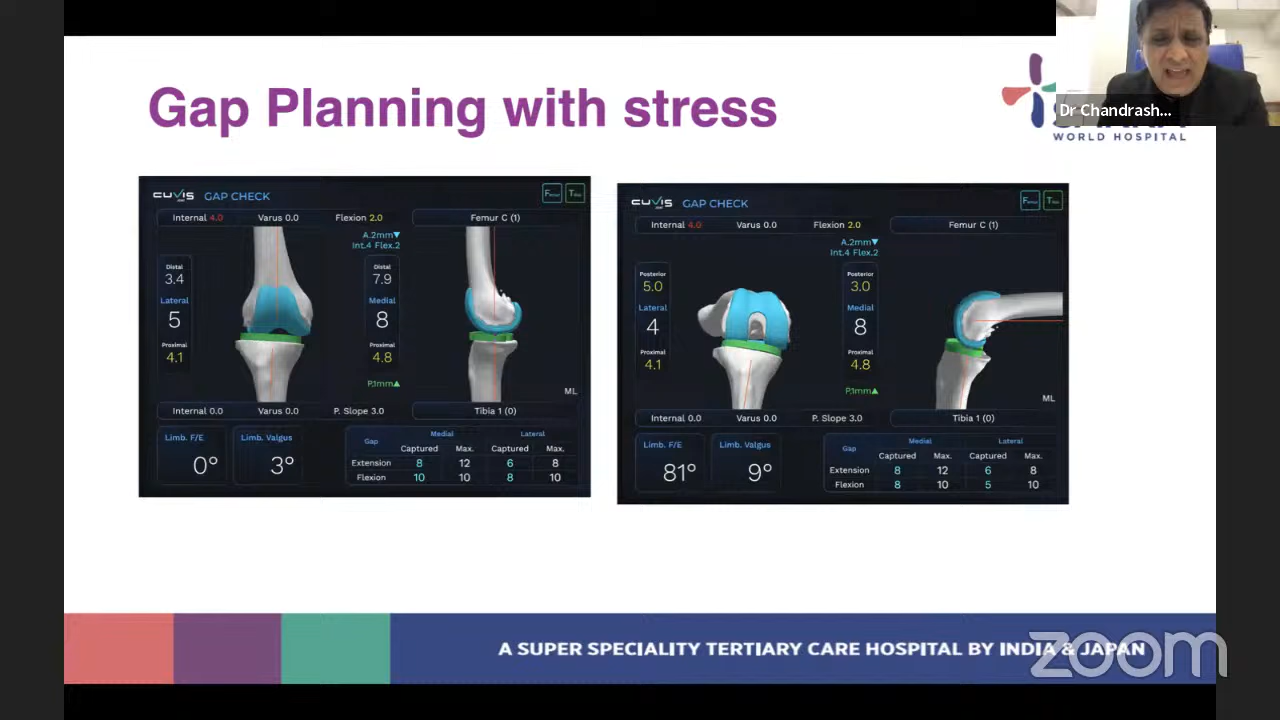 Gap Planning with stress
Dr Chandrash...
WORLD HOSPITAL
CUVIS GAP CHECK
Internal 4.0 Varus 0.0 Flexion 2.0 Femur C (1)
A.2mm▼
Int.4 Flex.2
Distal
3.4
Lateral
5
Proximal
4.1
Distal
7.9
Medial
8
Proximal
4.8
P.1mm▲
ML
Internal 0.0 Varus 0.0 P. Slope 3.0 Tibia 1 (0)
Limb. F/E
0°
Limb. Valgus
3°
Gap Medial Lateral
Captured Max. Captured Max.
Extension 8 12 6 8
Flexion 10 10 8 10
CUVIS GAP CHECK
Internal 4.0 Varus 0.0 Flexion 2.0 Femur C (1)
A.2mm▼
Int.4 Flex.2
Posterior
5.0
Lateral
4
Proximal
4.1
Posterior
3.0
Medial
8
Proximal
4.8
P.1mm▲
ML
Internal 0.0 Varus 0.0 P. Slope 3.0 Tibia 1 (0)
Limb. F/E
81°
Limb. Valgus
9°
Gap Medial Lateral
Captured Max. Captured Max.
Extension 8 12 6 8
Flexion 8 10 5 10
A SUPER SPECIALITY TERTIARY CARE HOSPITAL BY INDIA & JAPAN
zoom